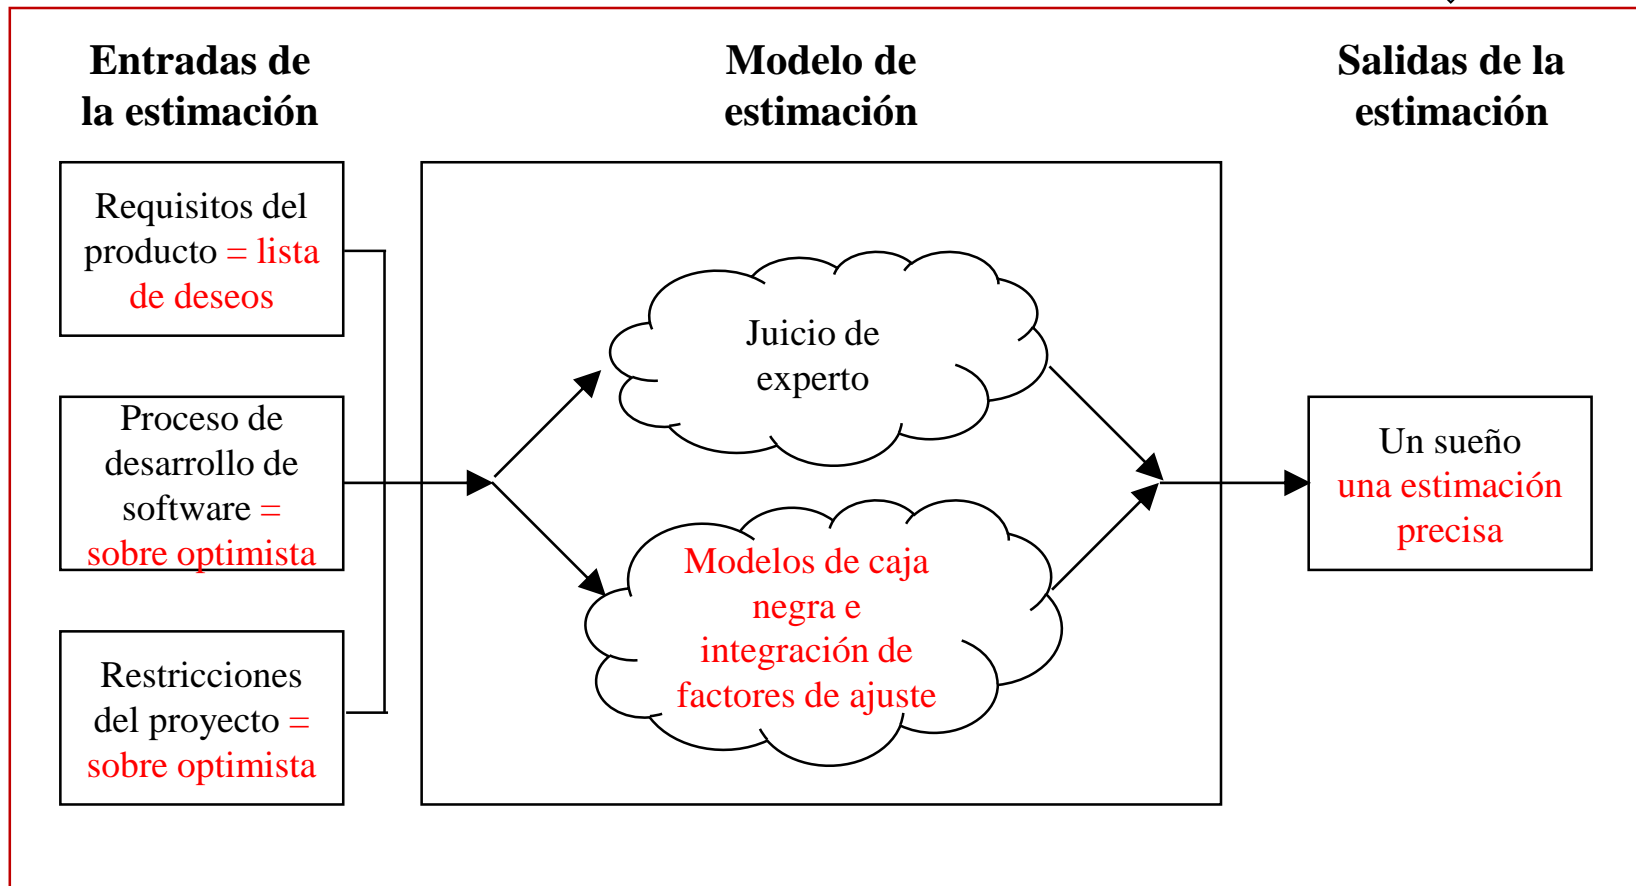 Entradas de
la estimación
Modelo de
estimación
Salidas de la
estimación
Requisitos del
producto = lista
de deseos
Proceso de
desarrollo de
software =
sobre optimista
Restricciones
del proyecto =
sobre optimista
Juicio de
experto
Modelos de caja
negra e
integración de
factores de ajuste
Un sueño
una estimación
precisa